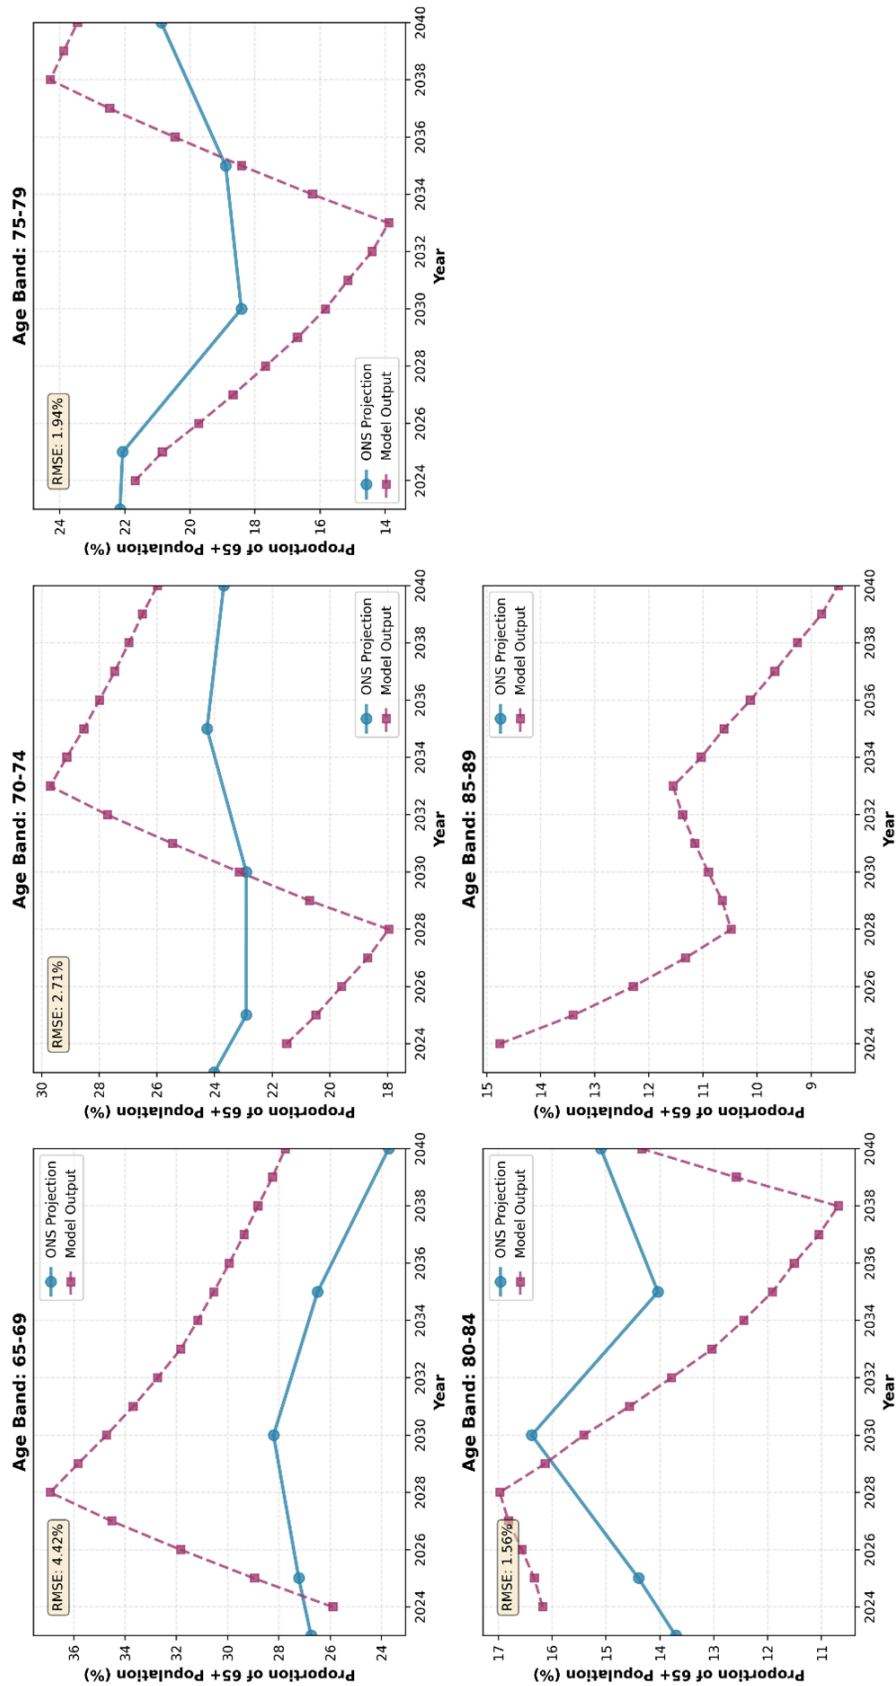 Age Band: 65-69
Proportion of 65+ Population (%)
36
34
32
30
28
26
24
RMSE: 4.42%
ONS Projection
Model Output
2024 2026 2028 2030 2032 2034 2036 2038 2040
Year
Age Band: 70-74
Proportion of 65+ Population (%)
30
28
26
24
22
20
18
RMSE: 2.71%
ONS Projection
Model Output
2024 2026 2028 2030 2032 2034 2036 2038 2040
Year
Age Band: 75-79
Proportion of 65+ Population (%)
24
22
20
18
16
14
RMSE: 1.94%
ONS Projection
Model Output
2024 2026 2028 2030 2032 2034 2036 2038 2040
Year
Age Band: 80-84
Proportion of 65+ Population (%)
17
16
15
14
13
12
11
RMSE: 1.56%
ONS Projection
Model Output
2024 2026 2028 2030 2032 2034 2036 2038 2040
Year
Age Band: 85-89
Proportion of 65+ Population (%)
15
14
13
12
11
10
9
ONS Projection
Model Output
2024 2026 2028 2030 2032 2034 2036 2038 2040
Year